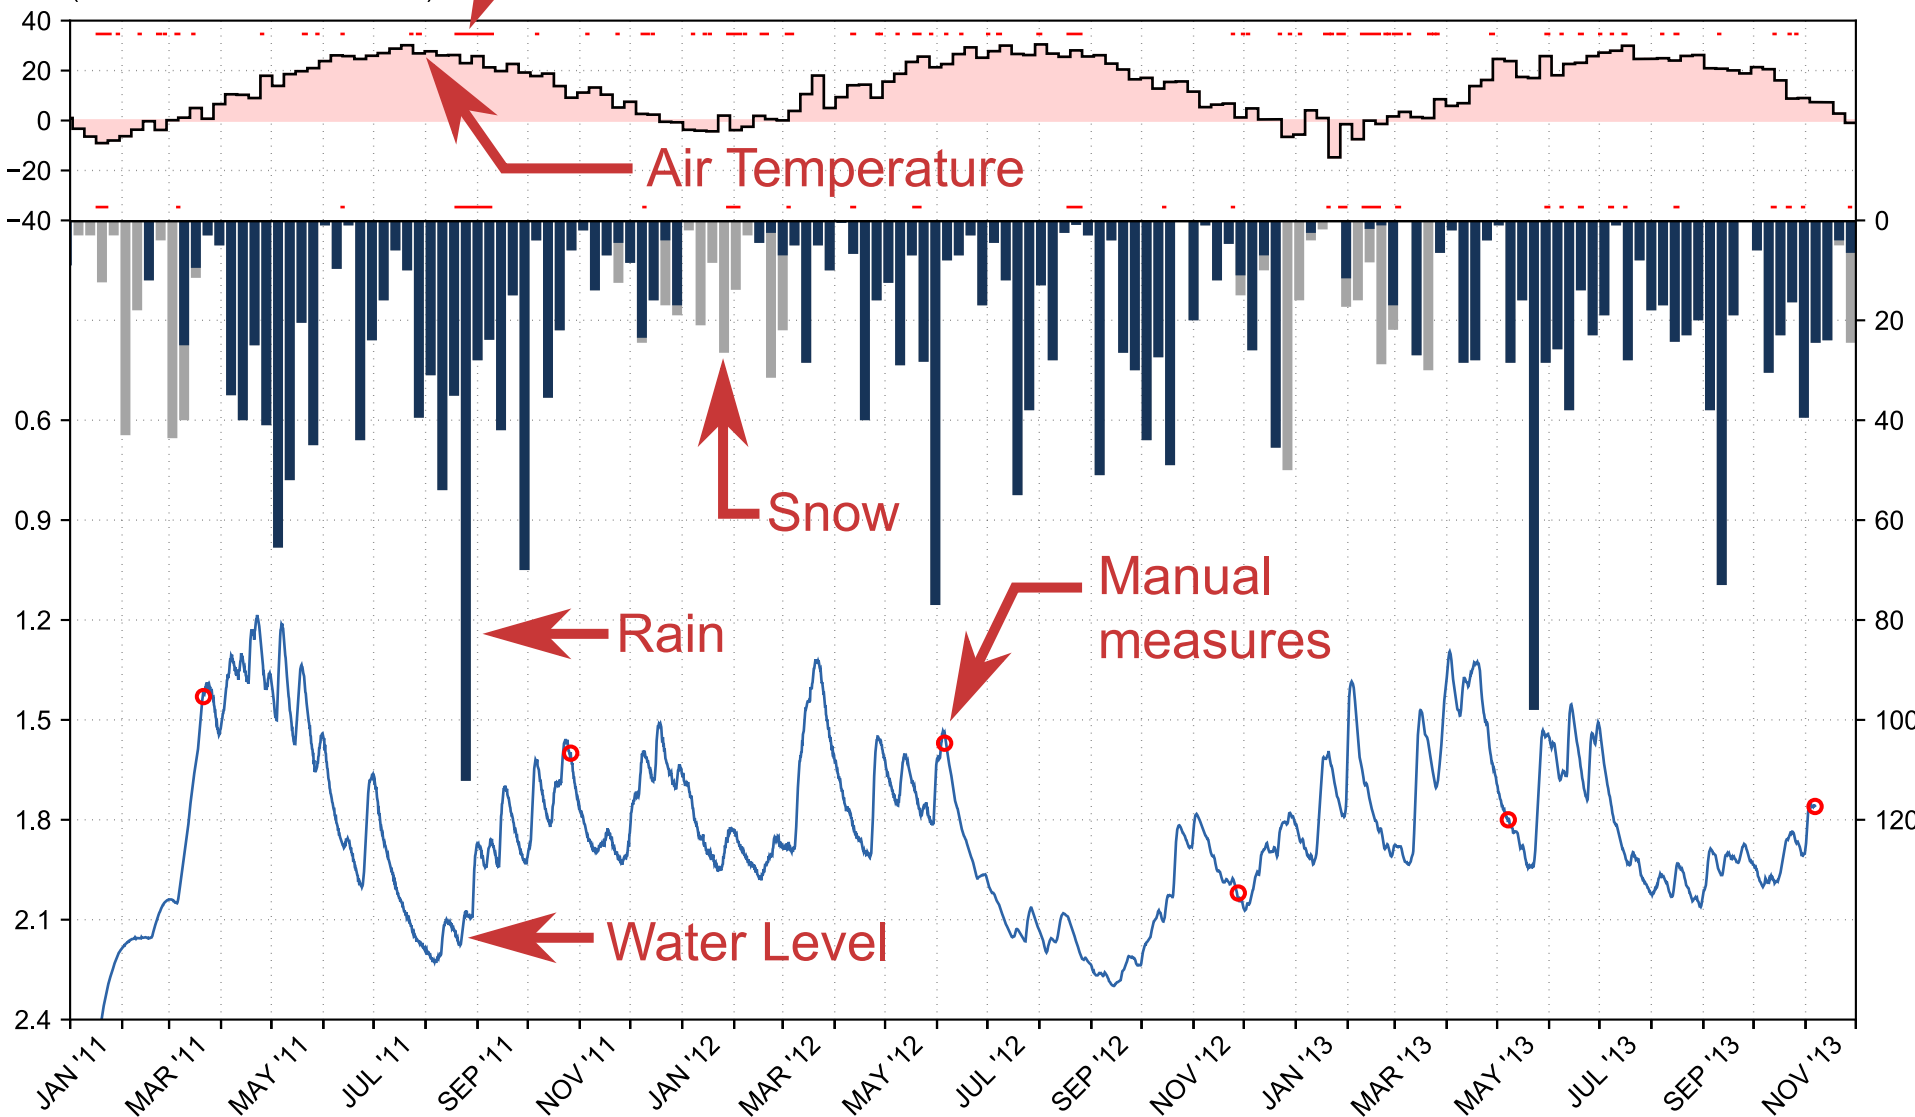 40
20
0
−20
−40
Air Temperature
0
20
0.6
40
Snow
0.9
60
Manual
measures
1.2
Rain
80
1.5
100
1.8
120
2.1
Water Level
2.4
JAN '11
MAR '11
MAY '11
JUL '11
SEP '11
NOV '11
JAN '12
MAR '12
MAY '12
JUL '12
SEP '12
NOV '12
JAN '13
MAR '13
MAY '13
JUL '13
SEP '13
NOV '13